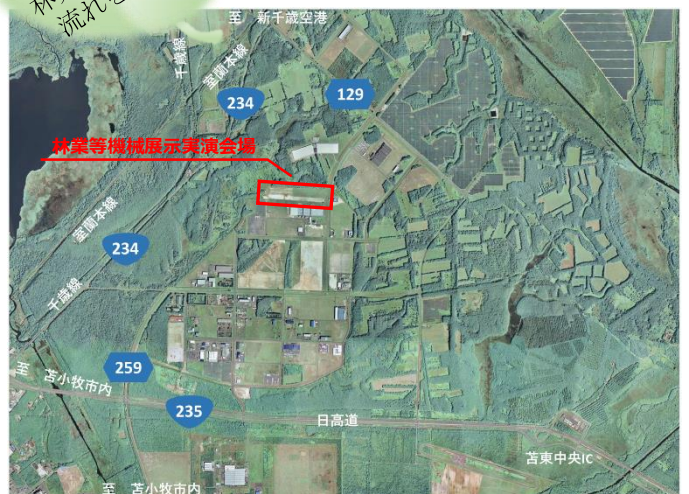 流れを
至 新千歳空港
千歳線
室蘭本線
234
129
林業等機械展示実演会場
室蘭本線
234
千歳線
259
至 苫小牧市内
235
日高道
苫東中央IC
至 苫小牧市内